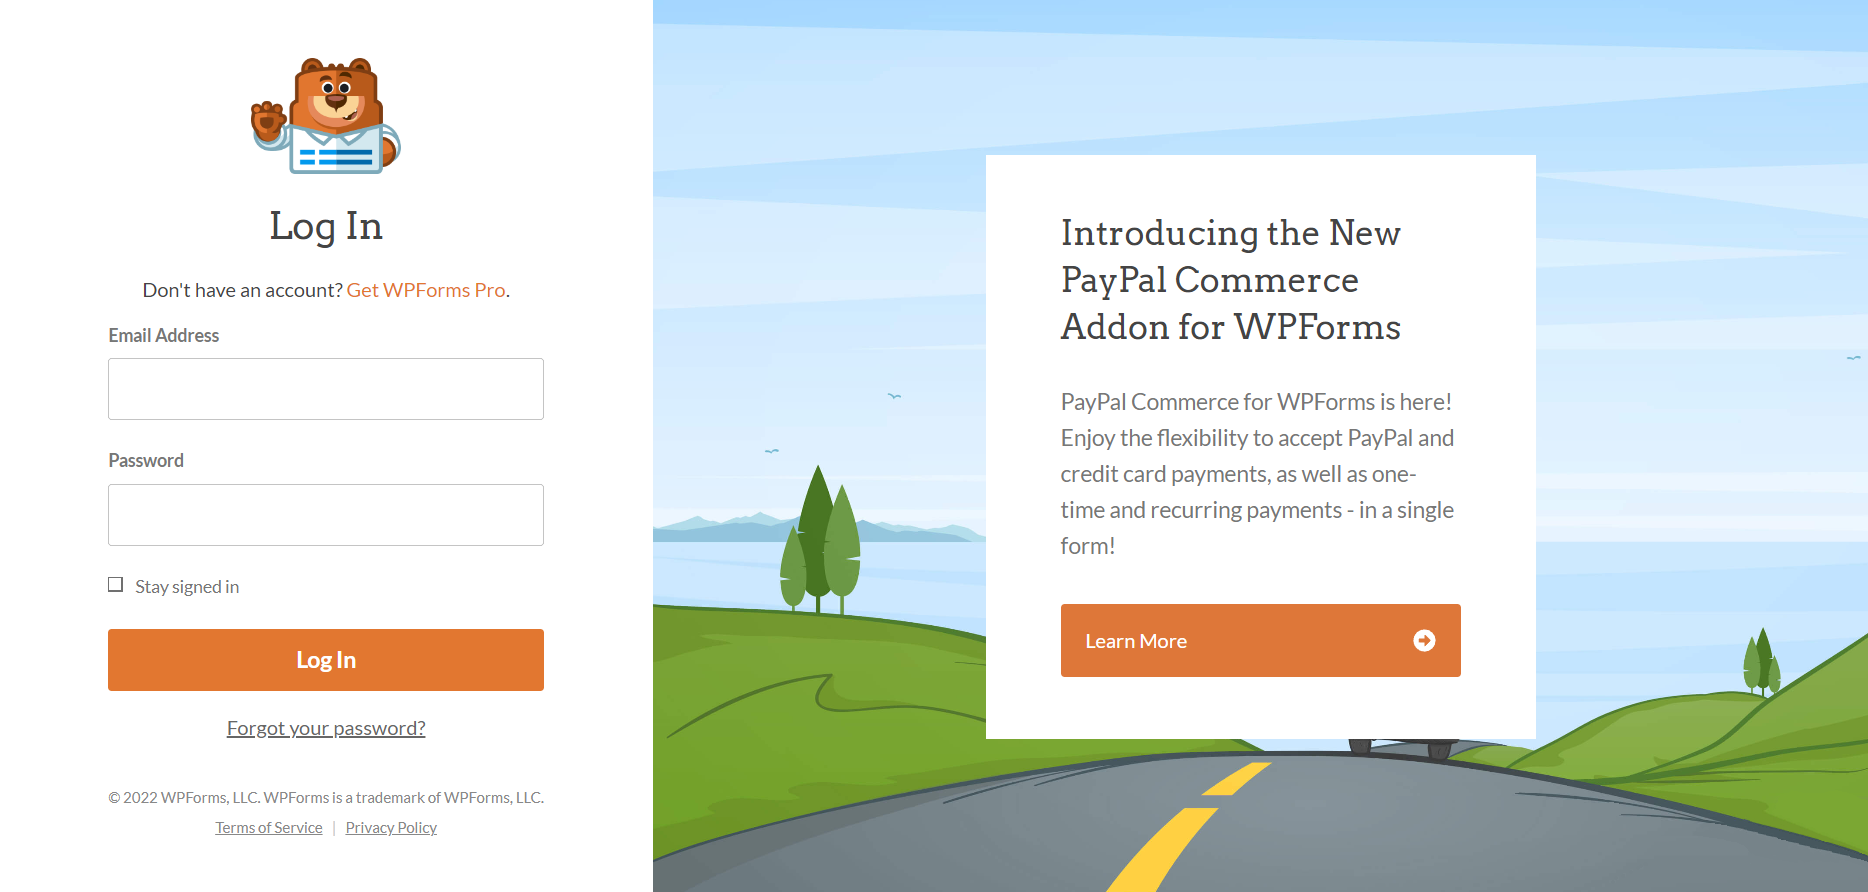 Log In
Don't have an account? Get WPForms Pro.
Email Address
Password
Stay signed in
Log In
Forgot your password?
© 2022 WPForms, LLC. WPForms is a trademark of WPForms, LLC.
Terms of Service | Privacy Policy
Introducing the New
PayPal Commerce
Addon for WPForms
PayPal Commerce for WPForms is here!
Enjoy the flexibility to accept PayPal and
credit card payments, as well as one-
time and recurring payments - in a single
form!
Learn More